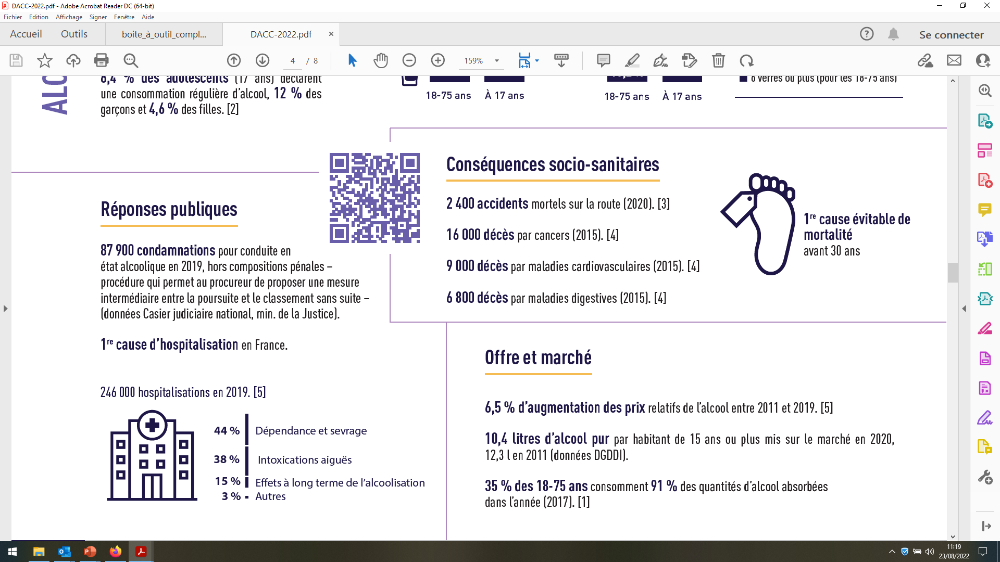 DACC-2022.pdf - Adobe Acrobat Reader DC (64-bit)
Fichier Edition Affichage Signer Fenêtre Aide
Accueil Outils boite_à_outil_compl... DACC-2022.pdf × Se connecter
4 / 8 159%
ALC
8,4 % des adolescents (17 ans) déclarent
une consommation régulière d'alcool, 12 % des
garçons et 4,6 % des filles. [2]
18-75 ans À 17 ans
18-75 ans À 17 ans
6 verres ou plus (pour les 18-75 ans)
Réponses publiques
87 900 condamnations pour conduite en
état alcoolique en 2019, hors compositions pénales –
procédure qui permet au procureur de proposer une mesure
intermédiaire entre la poursuite et le classement sans suite –
(données Casier judiciaire national, min. de la Justice).
1re cause d'hospitalisation en France.
246 000 hospitalisations en 2019. [5]
44 % Dépendance et sevrage
38 % Intoxications aiguës
15 % Effets à long terme de l'alcoolisation
3 % Autres
Conséquences socio-sanitaires
2 400 accidents mortels sur la route (2020). [3]
16 000 décès par cancers (2015). [4]
9 000 décès par maladies cardiovasculaires (2015). [4]
6 800 décès par maladies digestives (2015). [4]
1re cause évitable de
mortalité
avant 30 ans
Offre et marché
6,5 % d'augmentation des prix relatifs de l'alcool entre 2011 et 2019. [5]
10,4 litres d'alcool pur par habitant de 15 ans ou plus mis sur le marché en 2020,
12,3 l en 2011 (données DGDDI).
35 % des 18-75 ans consomment 91 % des quantités d'alcool absorbées
dans l'année (2017). [1]
11:19
23/08/2022